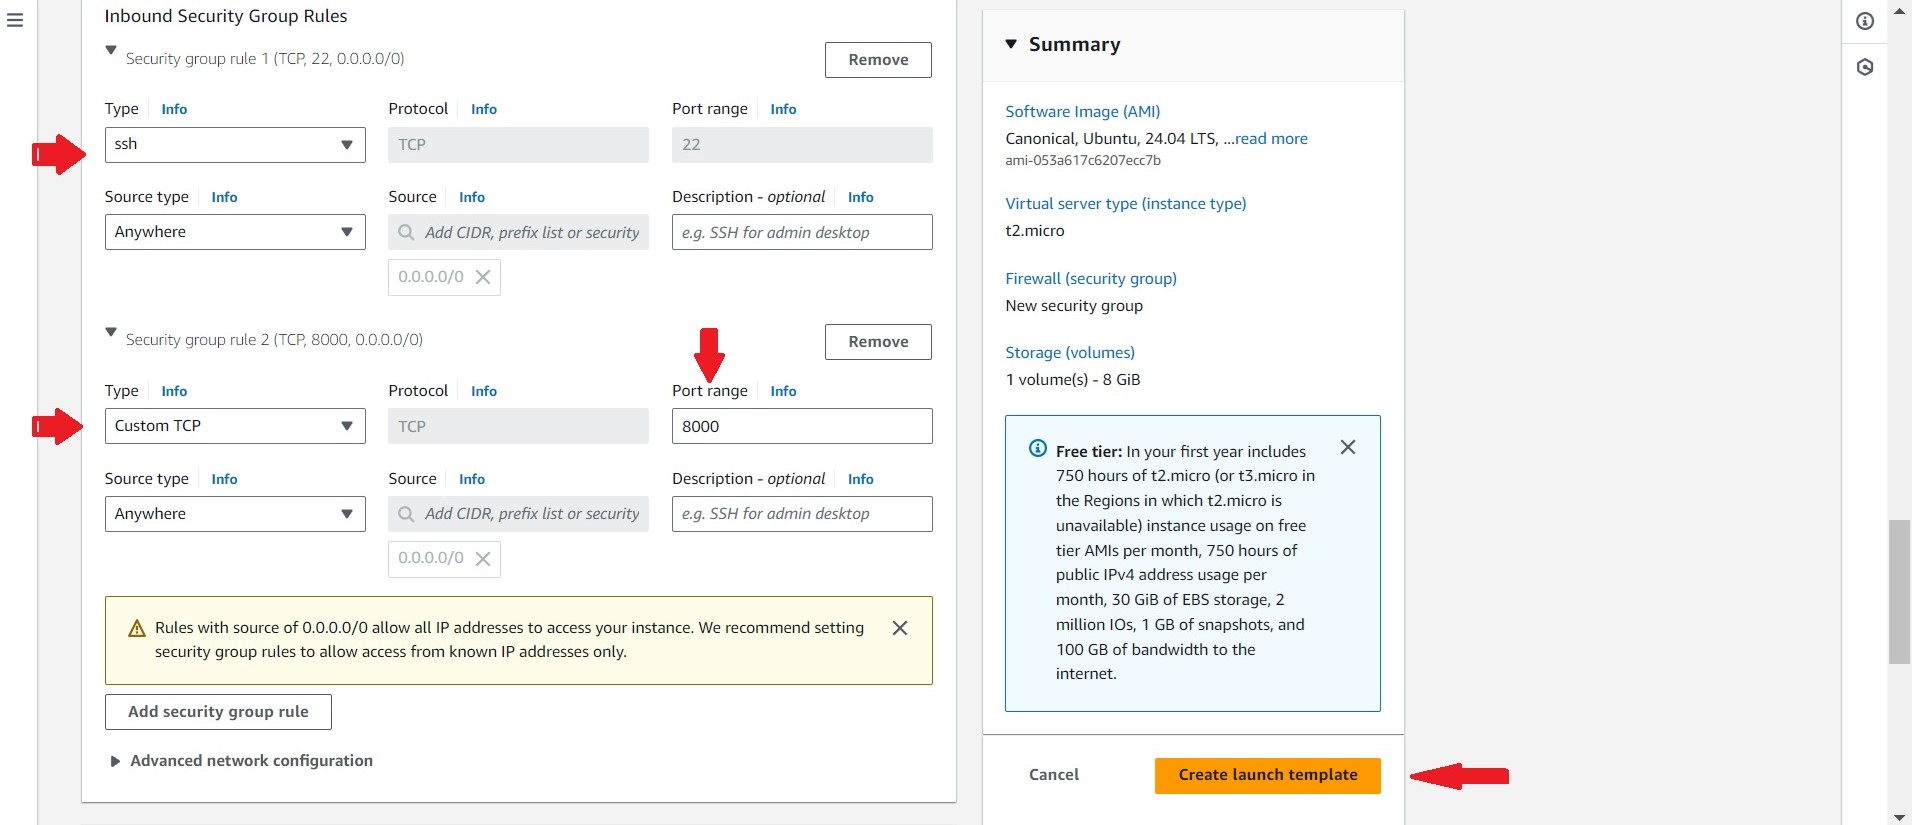 Inbound Security Group Rules
Security group rule 1 (TCP, 22, 0.0.0.0/0)
Remove
Type Info
Protocol Info
Port range Info
ssh
TCP
22
Source type Info
Source Info
Description - optional Info
Anywhere
Add CIDR, prefix list or security
e.g. SSH for admin desktop
0.0.0.0/0
Security group rule 2 (TCP, 8000, 0.0.0.0/0)
Remove
Type Info
Protocol Info
Port range Info
Custom TCP
TCP
8000
Source type Info
Source Info
Description - optional Info
Anywhere
Add CIDR, prefix list or security
e.g. SSH for admin desktop
0.0.0.0/0
Rules with source of 0.0.0.0/0 allow all IP addresses to access your instance. We recommend setting
security group rules to allow access from known IP addresses only.
Add security group rule
Advanced network configuration
Summary
Software Image (AMI)
Canonical, Ubuntu, 24.04 LTS, ...read more
ami-053a617c6207ecc7b
Virtual server type (instance type)
t2.micro
Firewall (security group)
New security group
Storage (volumes)
1 volume(s) - 8 GiB
Free tier: In your first year includes
750 hours of t2.micro (or t3.micro in
the Regions in which t2.micro is
unavailable) instance usage on free
tier AMIs per month, 750 hours of
public IPv4 address usage per
month, 30 GiB of EBS storage, 2
million IOs, 1 GB of snapshots, and
100 GB of bandwidth to the
internet.
Cancel
Create launch template